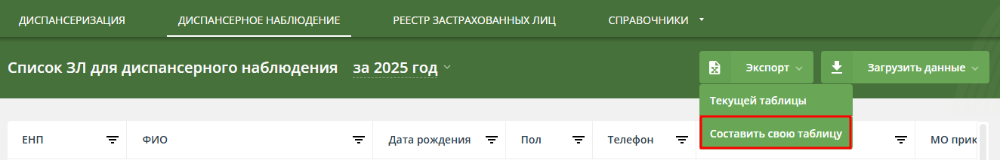 ДИСПАНСЕРИЗАЦИЯ ДИСПАНСЕРНОЕ НАБЛЮДЕНИЕ РЕЕСТР ЗАСТРАХОВАННЫХ ЛИЦ СПРАВОЧНИКИ
Список ЗЛ для диспансерного наблюдения за 2025 год Экспорт Загрузить данные
Текущей таблицы
Составить свою таблицу
ЕНП ФИО Дата рождения Пол Телефон МО прик